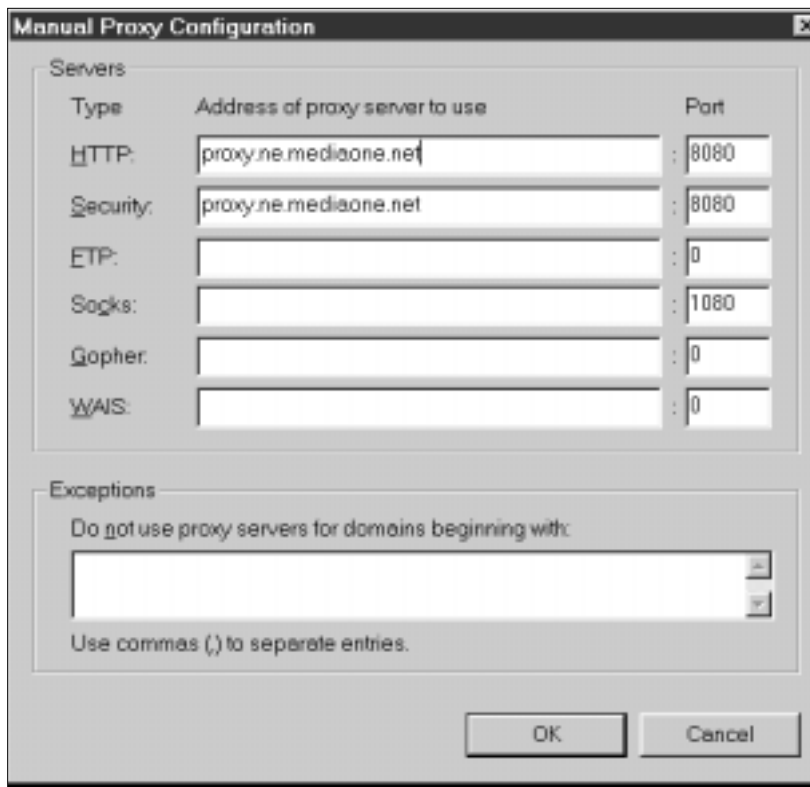 Manual Proxy Configuration
Servers
Type Address of proxy server to use Port
HTTP: proxy.ne.mediaone.net : 8080
Security: proxy.ne.mediaone.net : 8080
FTP: : 0
Socks: : 1080
Gopher: : 0
WAIS: : 0
Exceptions
Do not use proxy servers for domains beginning with:
Use commas (,) to separate entries.
OK Cancel